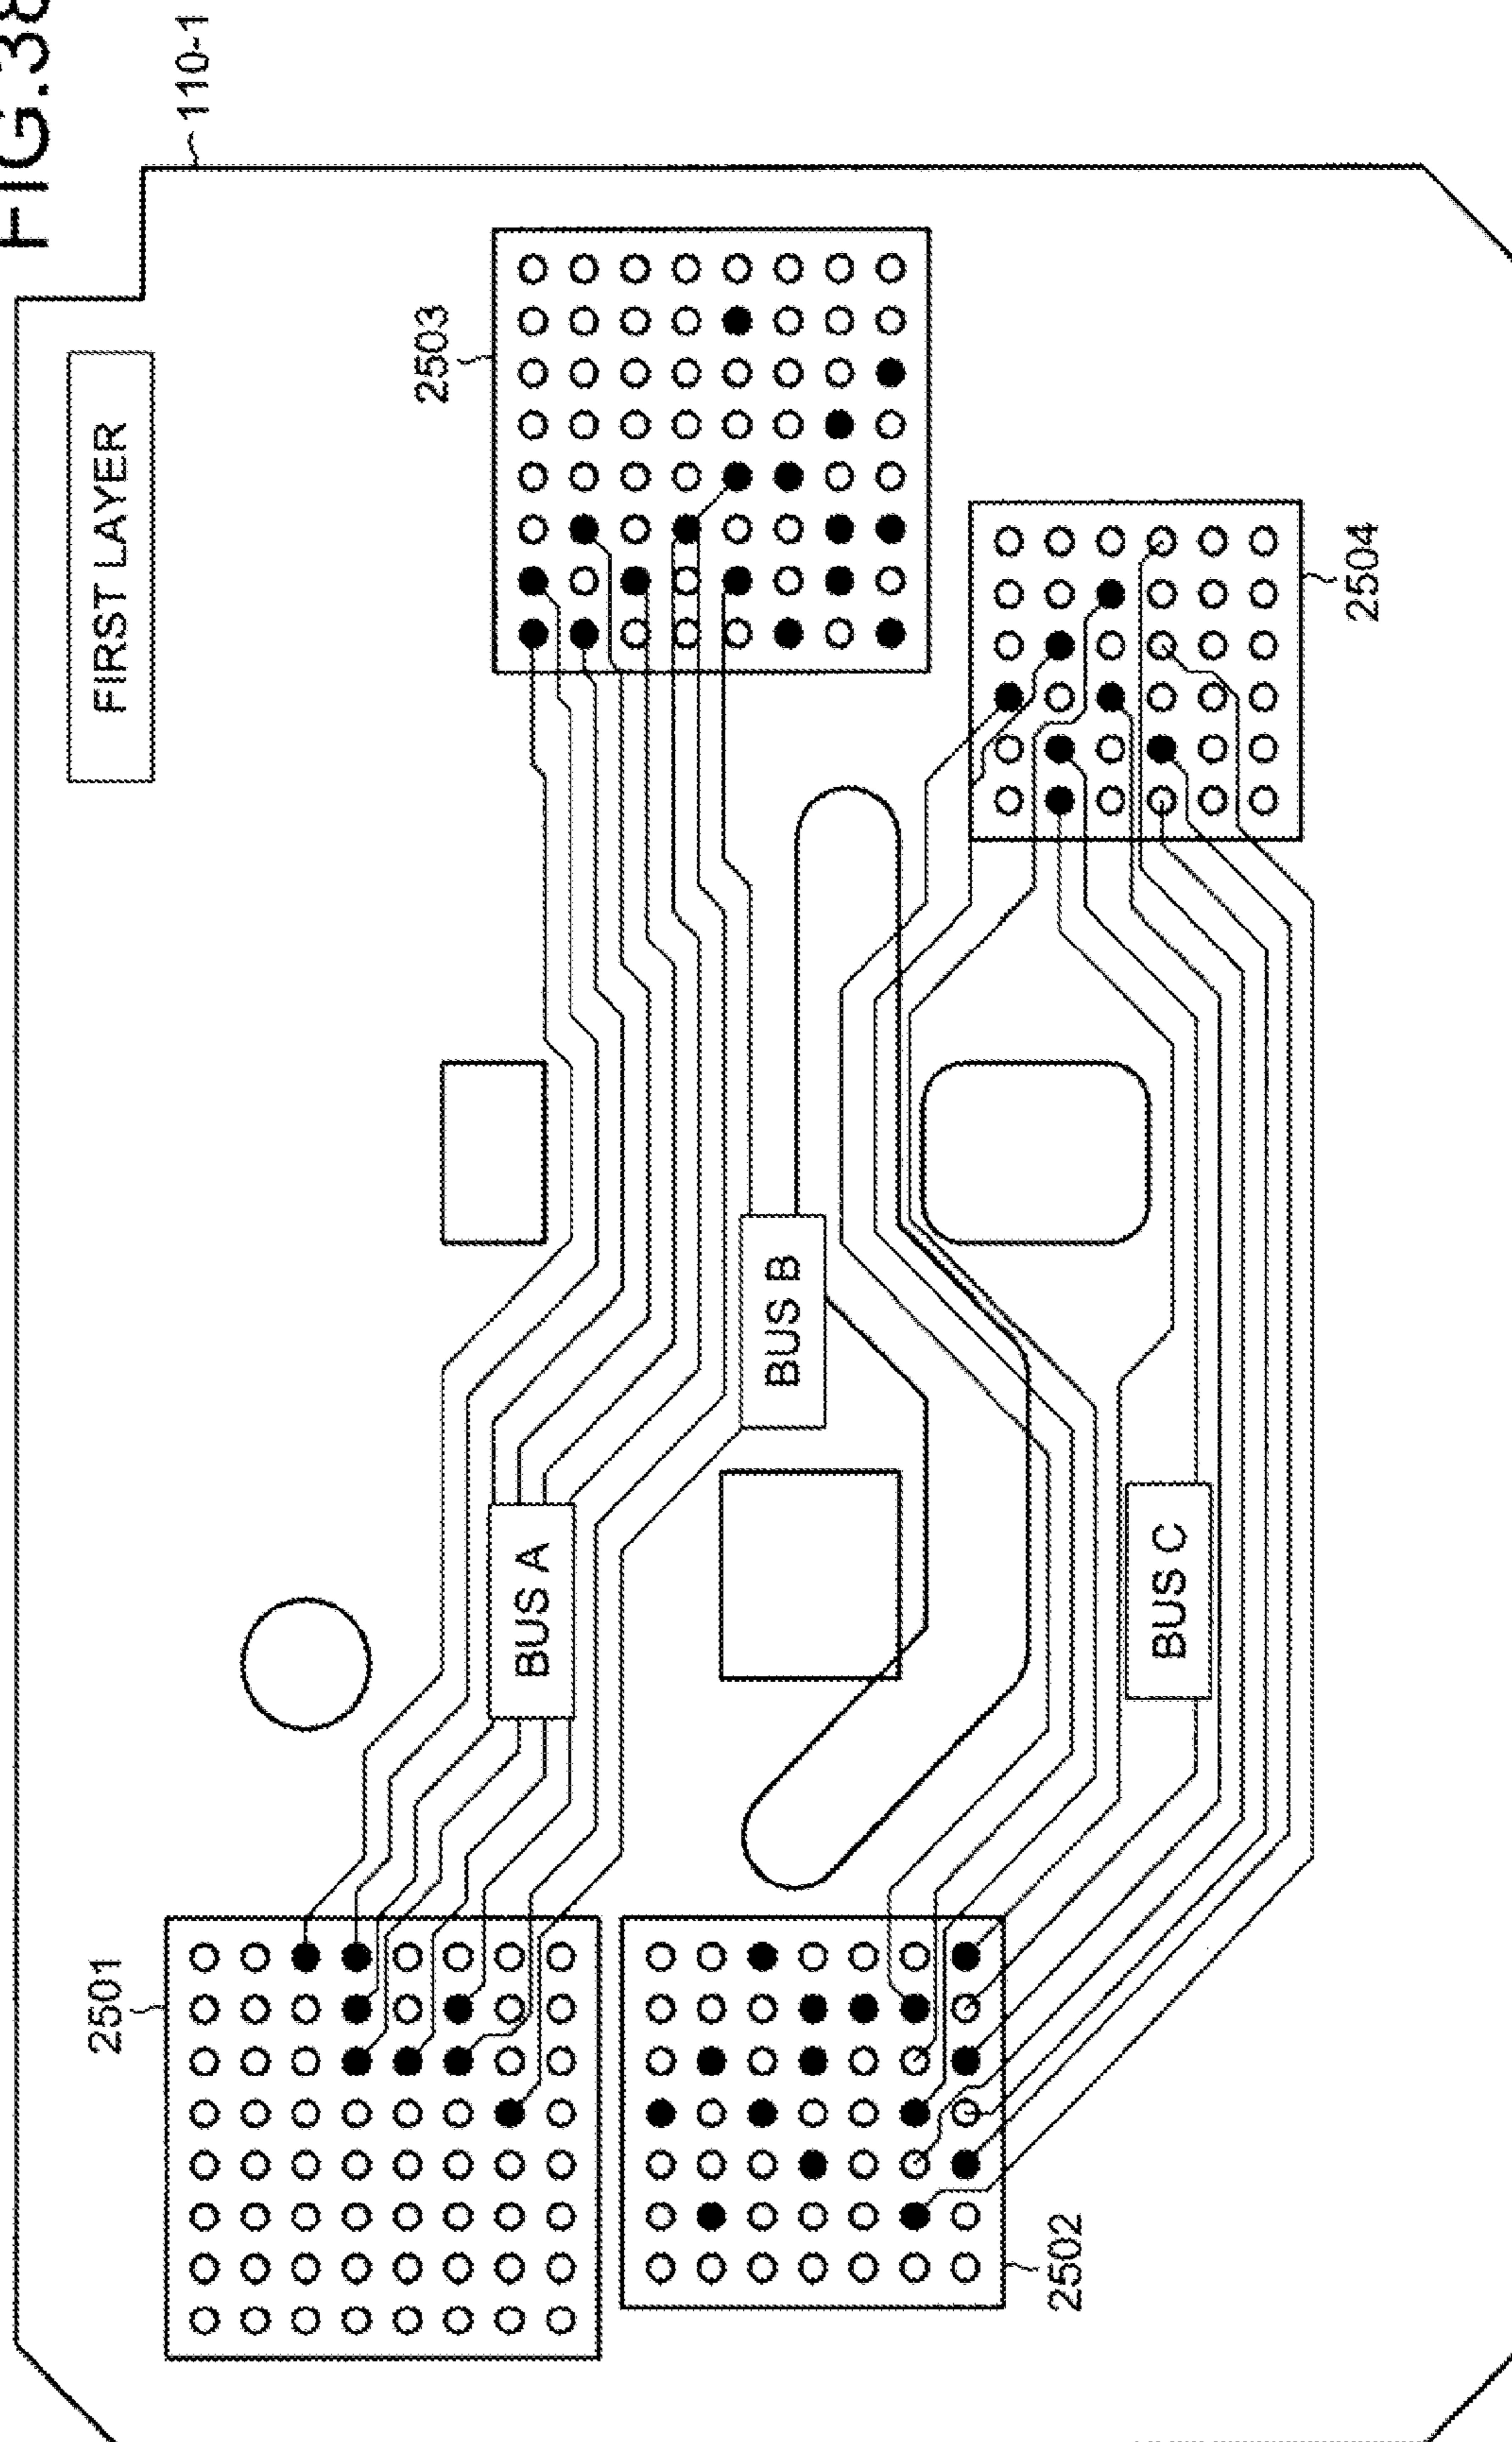 FIG.38
110-1
FIRST LAYER
2503
2501
BUS A
BUS B
2504
BUS C
2502